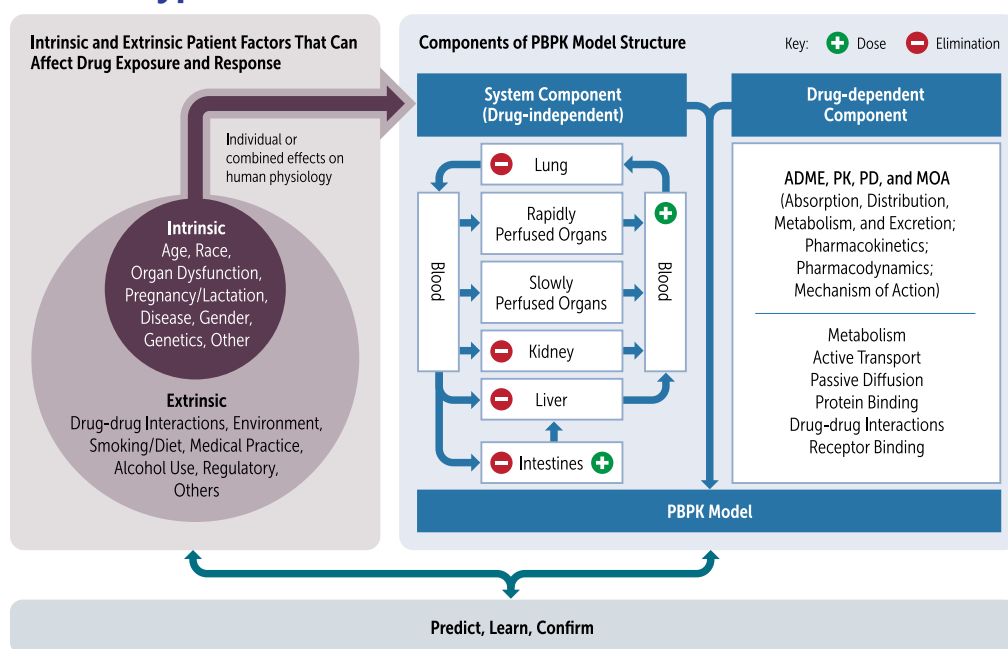 Intrinsic and Extrinsic Patient Factors That Can
Affect Drug Exposure and Response
Individual or
combined effects on
human physiology
Intrinsic
Age, Race,
Organ Dysfunction,
Pregnancy/Lactation,
Disease, Gender,
Genetics, Other
Extrinsic
Drug-drug Interactions, Environment,
Smoking/Diet, Medical Practice,
Alcohol Use, Regulatory,
Others
Components of PBPK Model Structure
Key:
Dose
Elimination
System Component
(Drug-independent)
Lung
Rapidly
Perfused Organs
Slowly
Perfused Organs
Kidney
Liver
Intestines
Blood
Blood
Drug-dependent
Component
ADME, PK, PD, and MOA
(Absorption, Distribution,
Metabolism, and Excretion;
Pharmacokinetics;
Pharmacodynamics;
Mechanism of Action)
Metabolism
Active Transport
Passive Diffusion
Protein Binding
Drug-drug Interactions
Receptor Binding
PBPK Model
Predict, Learn, Confirm